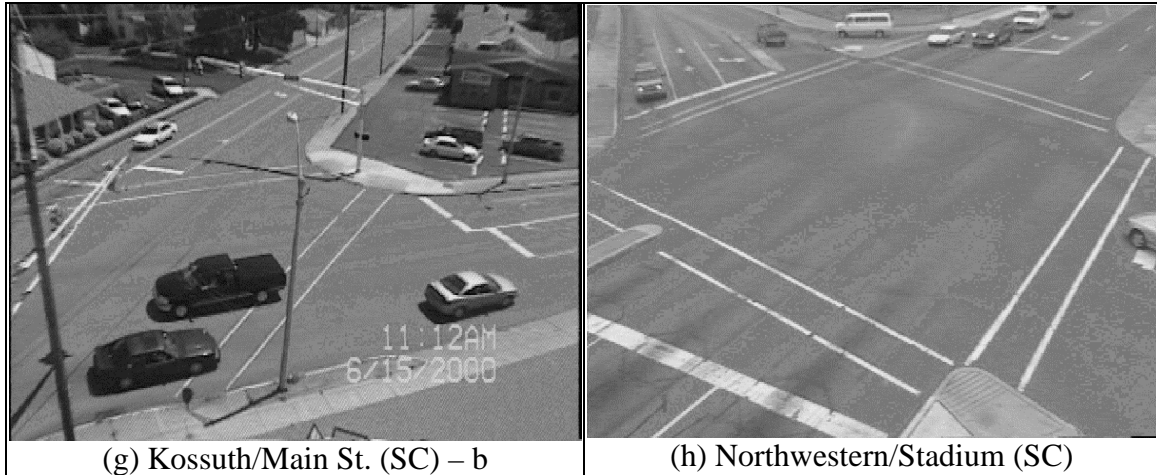 11:12AM
6/15/2000
(g) Kossuth/Main St. (SC) – b
(h) Northwestern/Stadium (SC)